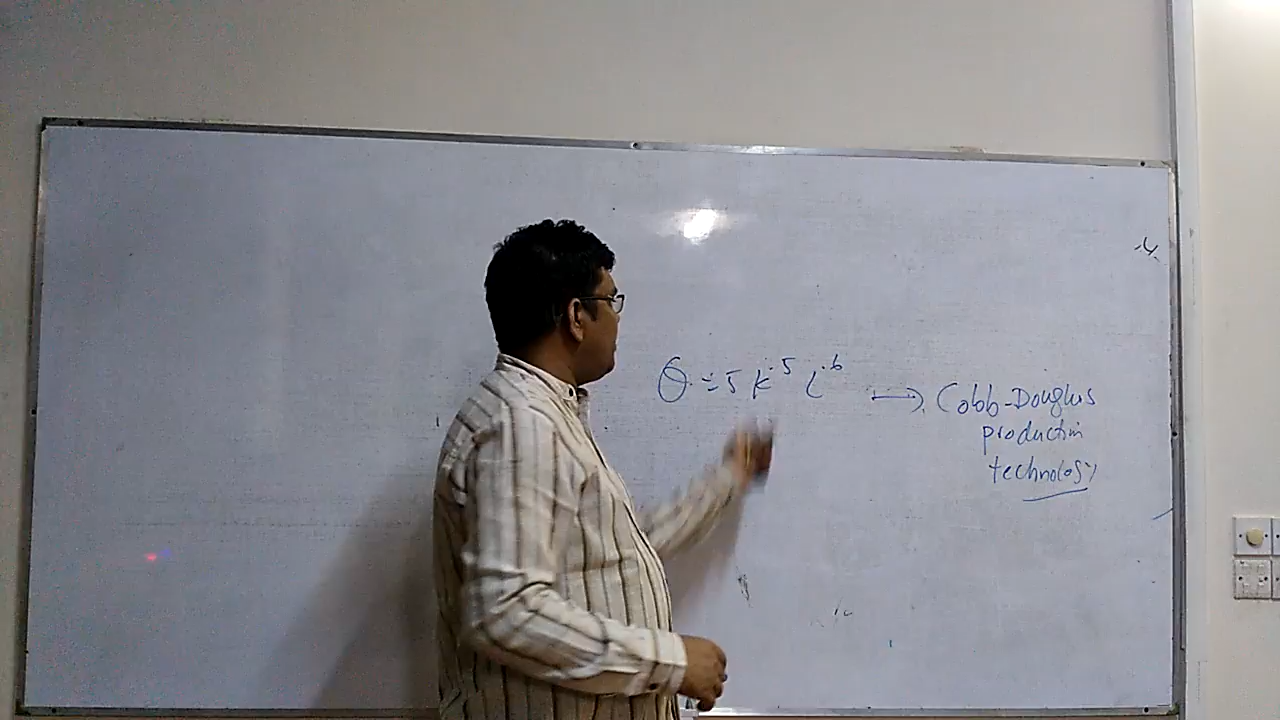 Q = 5 K^.5 L^.6 → Cobb-Douglas
production
technology